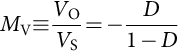 M_V ≡ V_O/V_S = − D/(1 − D)